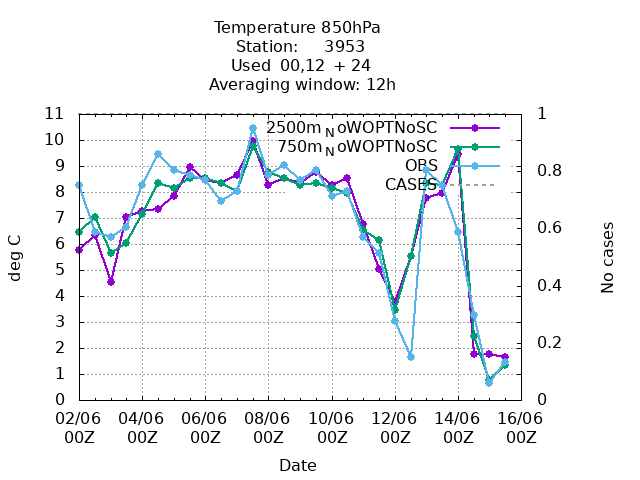 Temperature 850hPa
Station: 3953
Used 00,12 + 24
Averaging window: 12h
2500m_NoWOPTNoSC
750m_NoWOPTNoSC
OBS
CASES
11
10
9
8
7
6
5
4
3
2
1
0
deg C
1
0.8
0.6
0.4
0.2
0
No cases
02/06 04/06 06/06 08/06 10/06 12/06 14/06 16/06
00Z 00Z 00Z 00Z 00Z 00Z 00Z 00Z
Date